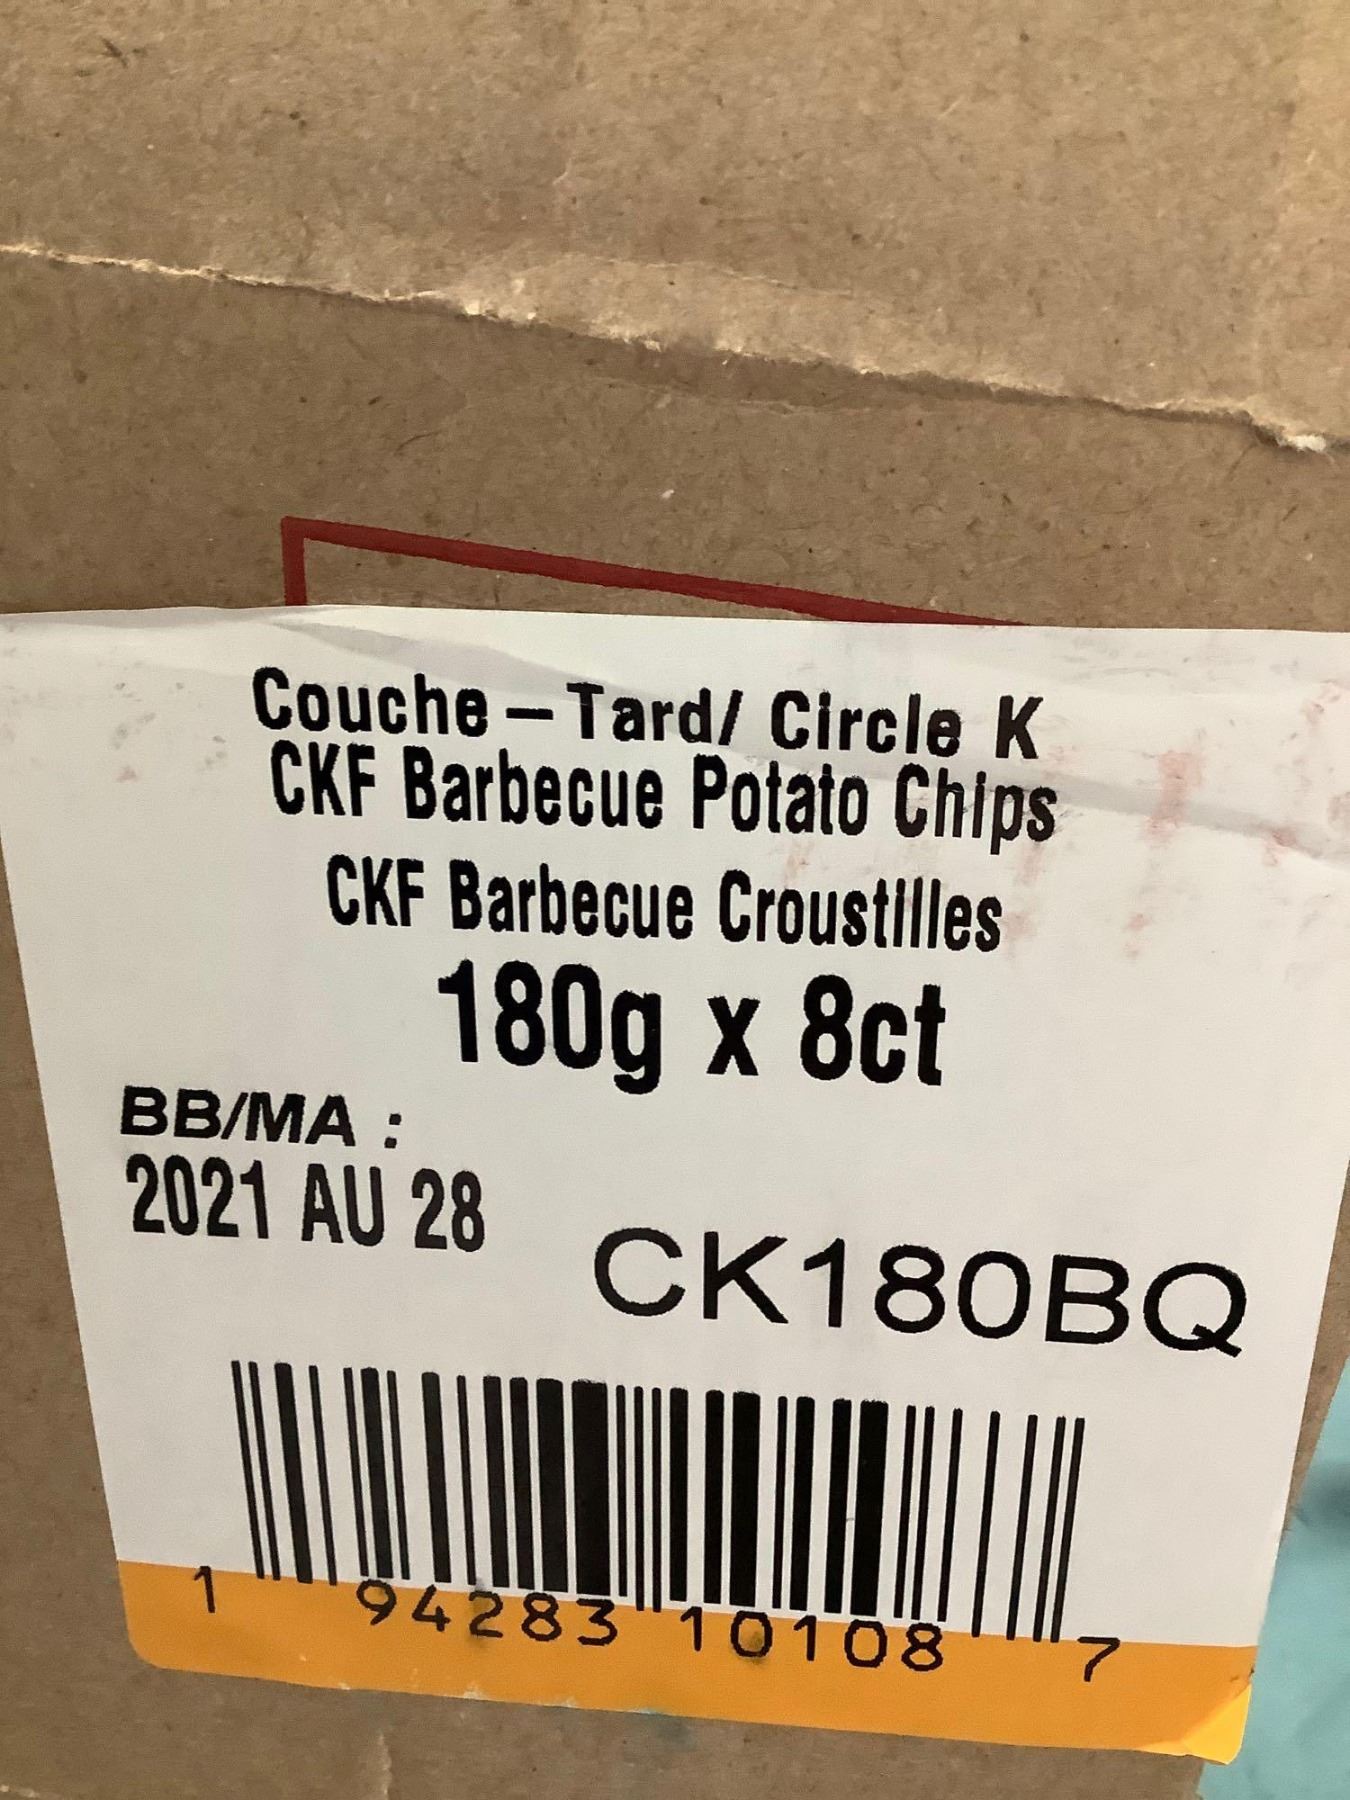 Couche – Tard/ Circle K
CKF Barbecue Potato Chips
CKF Barbecue Croustilles
180g x 8ct
BB/MA :
2021 AU 28
CK180BQ
1 94283 10108 7